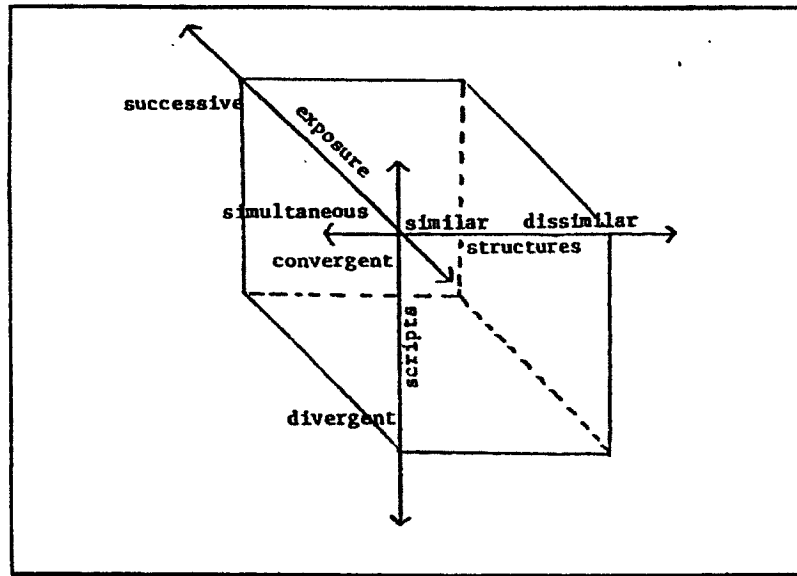 successive
exposure
simultaneous
similar dissimilar
structures
convergent
scripts
divergent